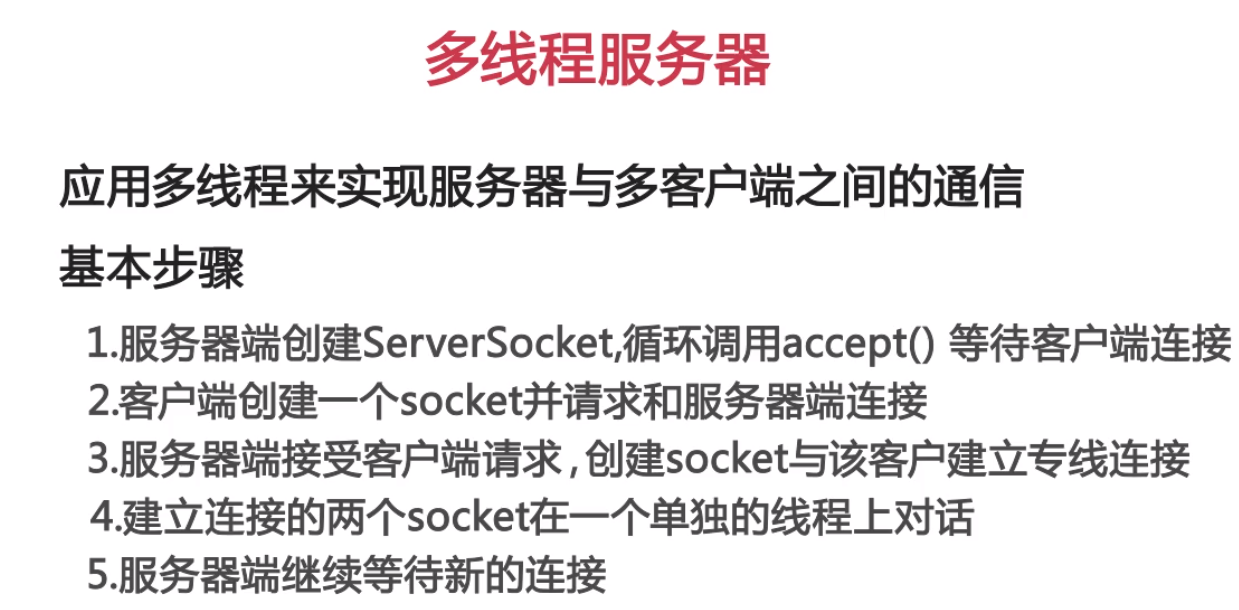 多线程服务器
应用多线程来实现服务器与多客户端之间的通信
基本步骤
1.服务器端创建ServerSocket,循环调用accept() 等待客户端连接
2.客户端创建一个socket并请求和服务器端连接
3.服务器端接受客户端请求,创建socket与该客户建立专线连接
4.建立连接的两个socket在一个单独的线程上对话
5.服务器端继续等待新的连接